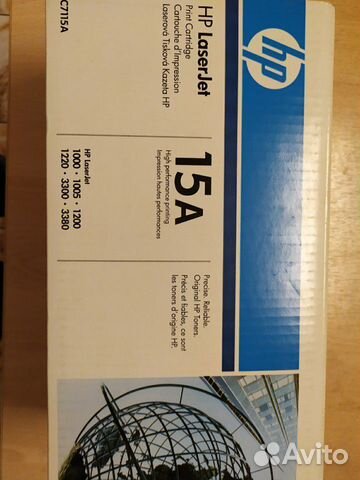 C7115A
HP LaserJet
Print Cartridge
Cartouche d'Impression
Laserová Tisková Kazeta HP
hp
15A
High performance printing
Impression hautes performances
HP LaserJet
1000 · 1005 · 1200
1220 · 3300 · 3380
Precise. Reliable.
Original HP Toners.
Précis et fiables, ce sont
les toners d'origine HP.
Avito